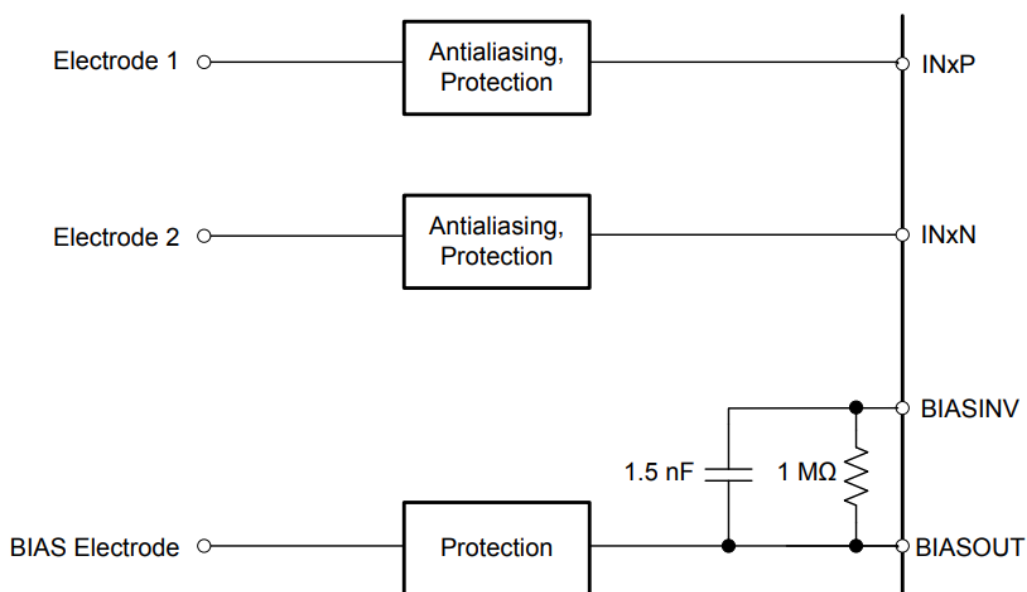 Electrode 1
Antialiasing,
Protection
INxP
Electrode 2
Antialiasing,
Protection
INxN
BIASINV
1.5 nF
1 MΩ
BIAS Electrode
Protection
BIASOUT